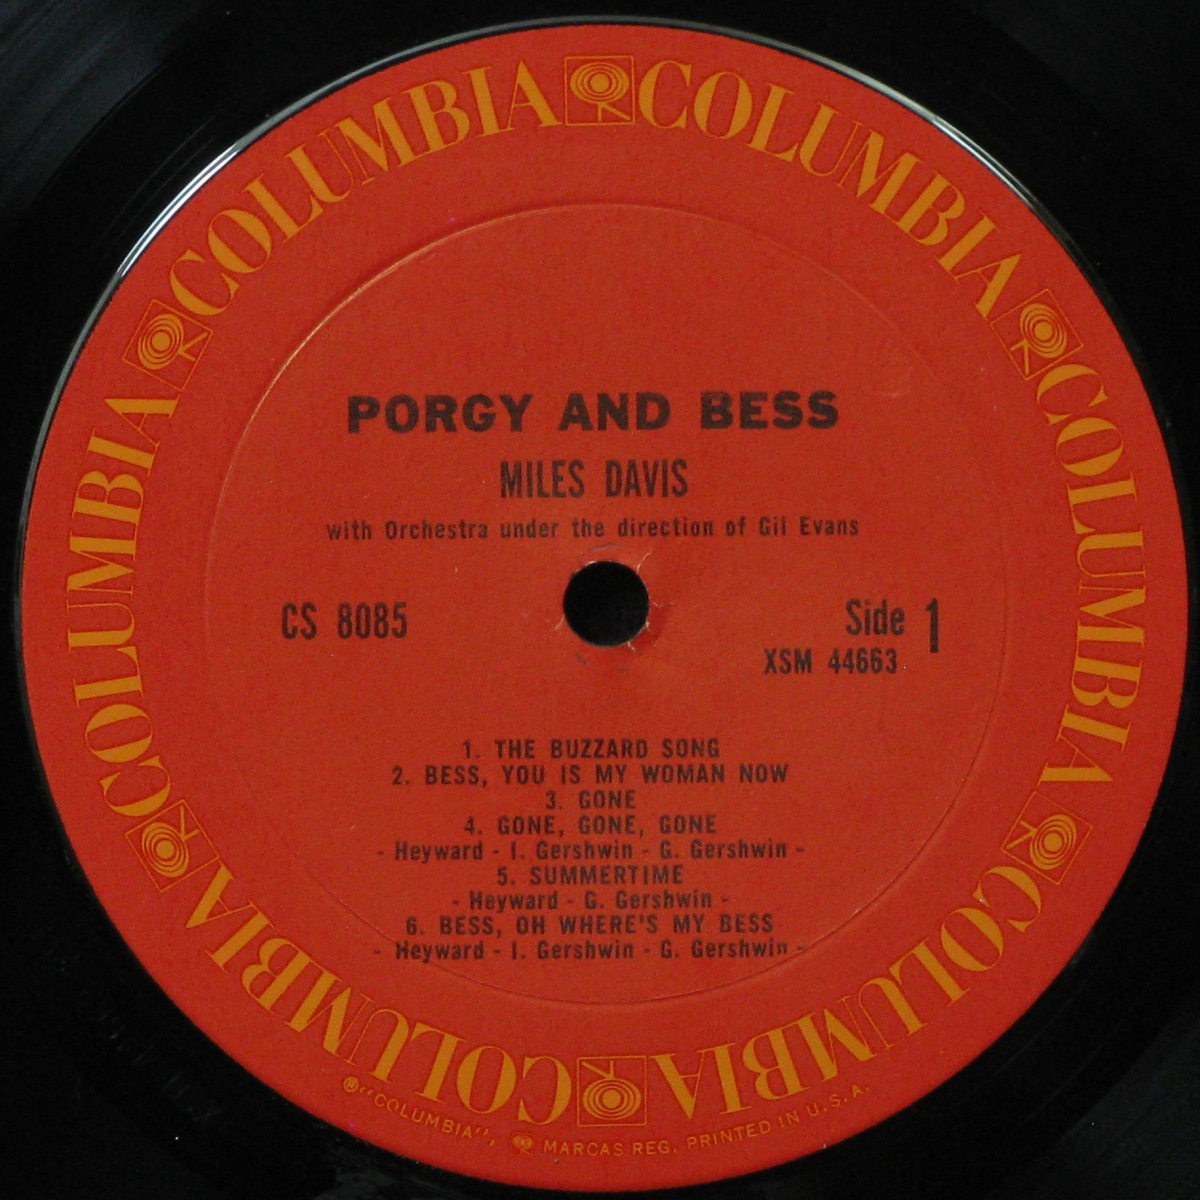 COLUMBIA COLUMBIA COLUMBIA COLUMBIA COLUMBIA COLUMBIA
PORGY AND BESS
MILES DAVIS
with Orchestra under the direction of Gil Evans
CS 8085
Side 1
XSM 44663
1. THE BUZZARD SONG
2. BESS, YOU IS MY WOMAN NOW
3. GONE
4. GONE, GONE, GONE
- Heyward - I. Gershwin - G. Gershwin -
5. SUMMERTIME
- Heyward - G. Gershwin -
6. BESS, OH WHERE'S MY BESS
- Heyward - I. Gershwin - G. Gershwin -
® "COLUMBIA", MARCAS REG. PRINTED IN U.S.A.